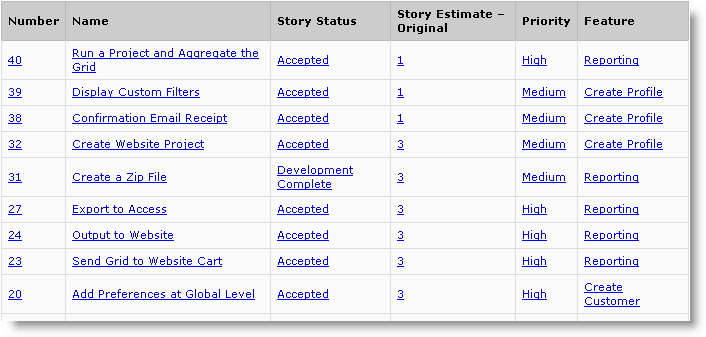 Number Name Story Status Story Estimate – Original Priority Feature
40 Run a Project and Aggregate the Grid Accepted 1 High Reporting
39 Display Custom Filters Accepted 1 Medium Create Profile
38 Confirmation Email Receipt Accepted 1 Medium Create Profile
32 Create Website Project Accepted 3 Medium Create Profile
31 Create a Zip File Development Complete 3 Medium Reporting
27 Export to Access Accepted 3 High Reporting
24 Output to Website Accepted 3 High Reporting
23 Send Grid to Website Cart Accepted 3 High Reporting
20 Add Preferences at Global Level Accepted 3 High Create Customer